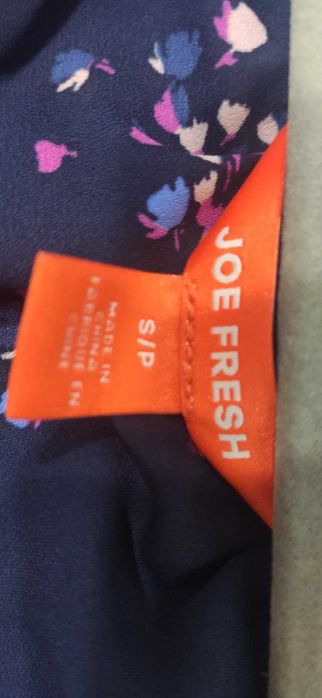 JOE FRESH
S/P
MADE IN
CHINA
FABRIQUÉ EN
CHINE